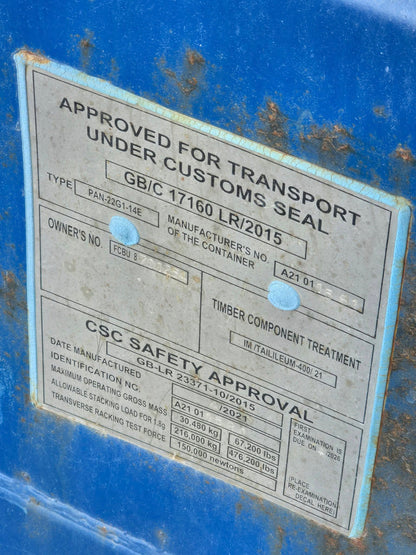 APPROVED FOR TRANSPORT
UNDER CUSTOMS SEAL
GB/C 17160 LR/2015
TYPE PAN-22G1-14E
MANUFACTURER'S NO.
OF THE CONTAINER A21 01
OWNER'S NO. FCBU 8
TIMBER COMPONENT TREATMENT
IM /TAILILEUM-400/ 21
CSC SAFETY APPROVAL
GB-LR 23371-10/2015
DATE MANUFACTURED /2021
IDENTIFICATION NO. A21 01
MAXIMUM OPERATING GROSS MASS 30.480 kg 67.200 lbs
ALLOWABLE STACKING LOAD FOR 1.8g 216,000 kg 476,200 lbs
TRANSVERSE RACKING TEST FORCE 150.000 newtons
FIRST
EXAMINATION IS
DUE ON 2026
(PLACE
RE-EXAMINATION
DECAL HERE)